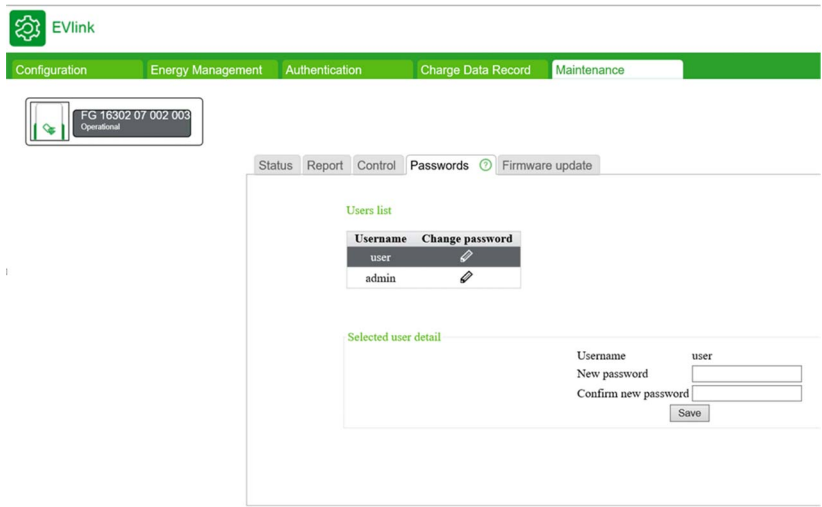 EVlink
Configuration Energy Management Authentication Charge Data Record Maintenance
FG 16302 07 002 003
Operational
Status Report Control Passwords ? Firmware update
Users list
Username Change password
user
admin
Selected user detail
Username user
New password
Confirm new password
Save